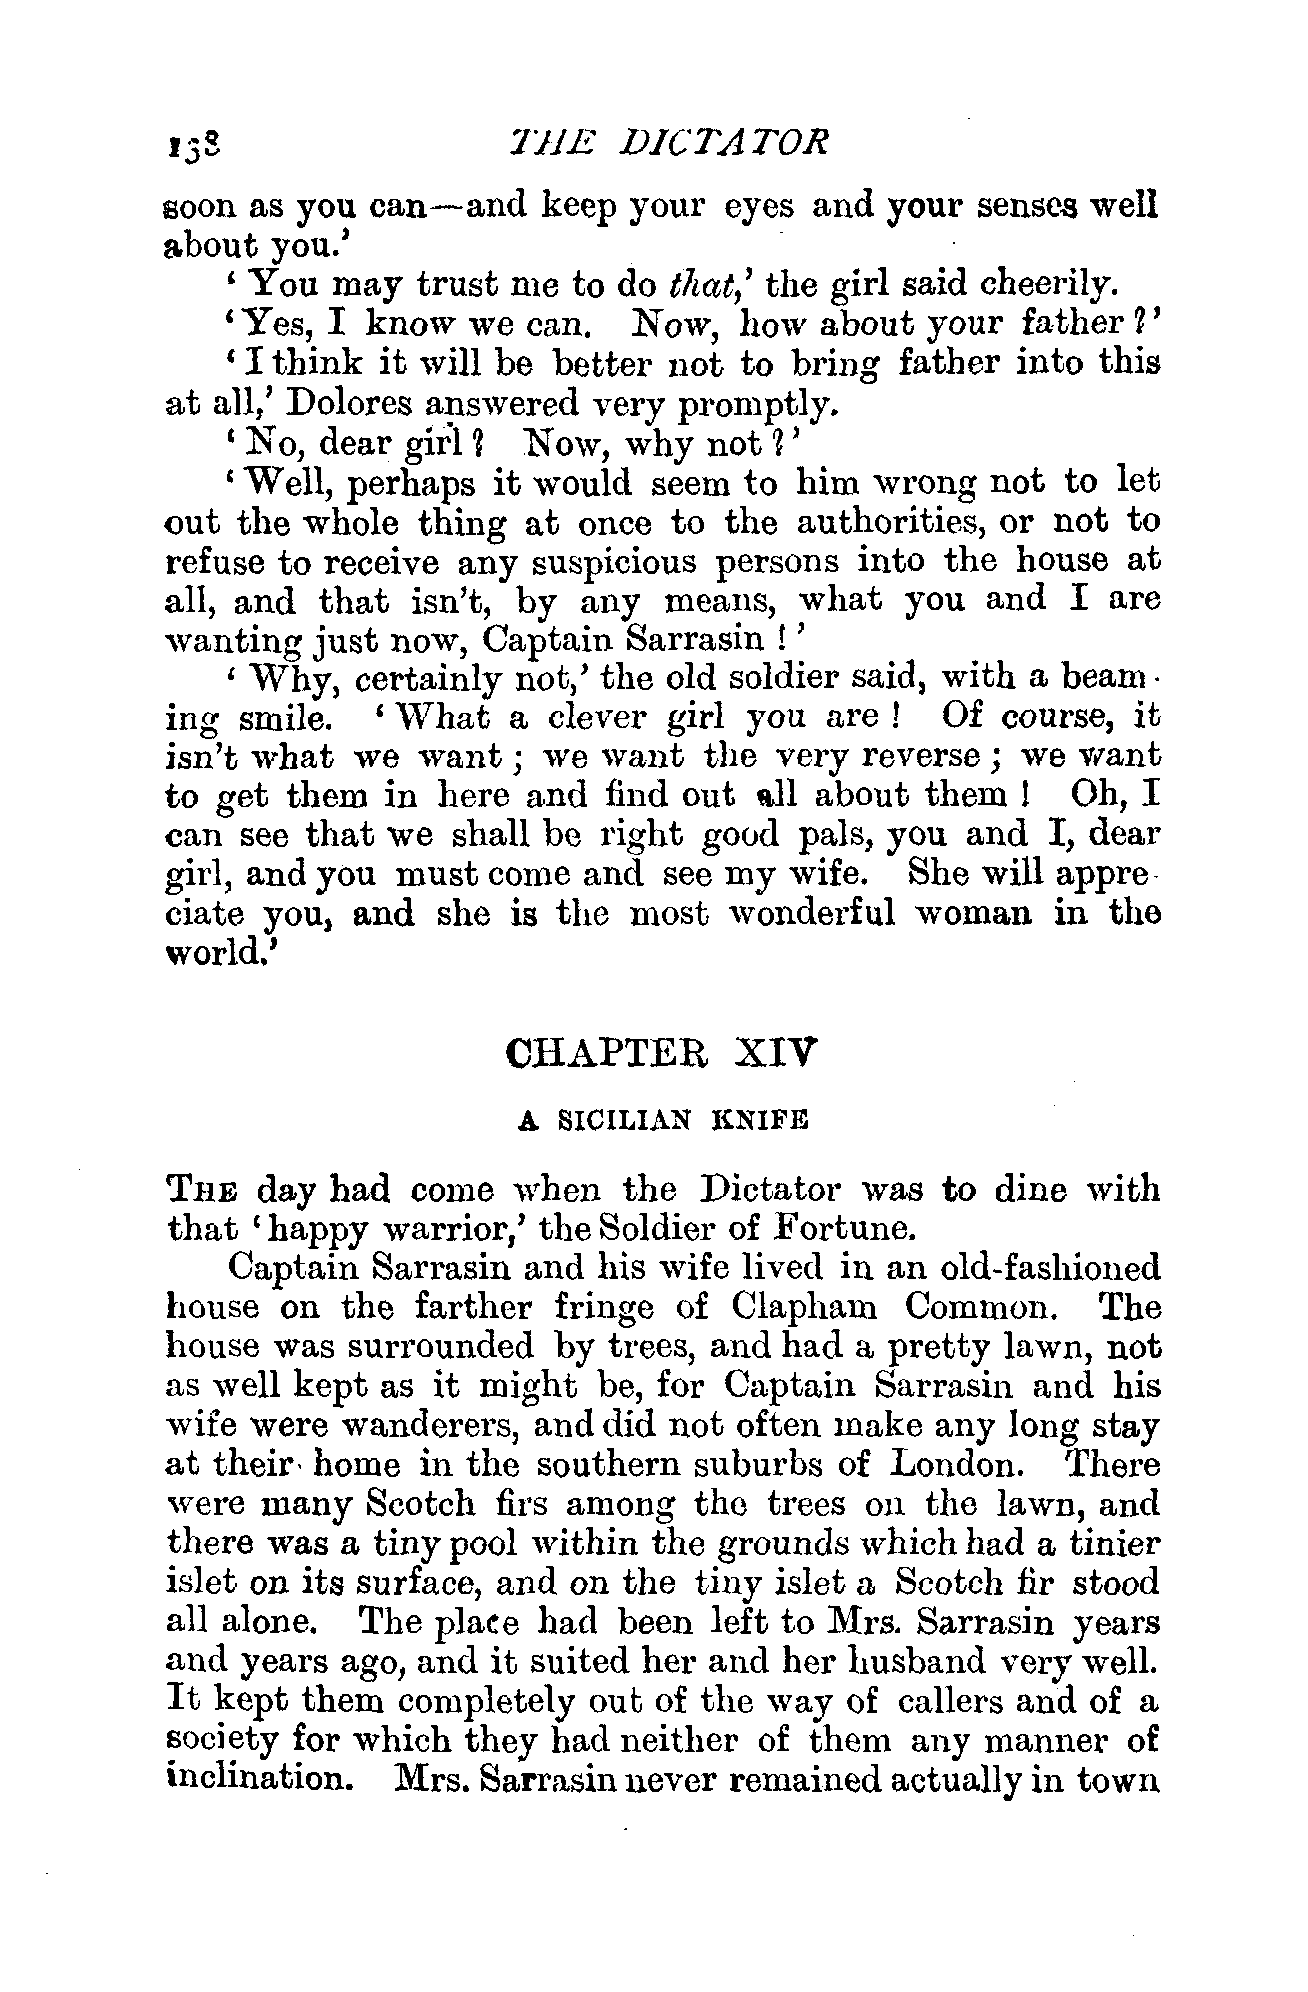 138 THE DICTATOR
soon as you can—and keep your eyes and your senses well
about you.’
‘You may trust me to do that,’ the girl said cheerily.
‘Yes, I know we can. Now, how about your father?’
‘I think it will be better not to bring father into this
at all,’ Dolores answered very promptly.
‘No, dear girl? Now, why not?’
‘Well, perhaps it would seem to him wrong not to let
out the whole thing at once to the authorities, or not to
refuse to receive any suspicious persons into the house at
all, and that isn’t, by any means, what you and I are
wanting just now, Captain Sarrasin!’
‘Why, certainly not,’ the old soldier said, with a beam-
ing smile. ‘What a clever girl you are! Of course, it
isn’t what we want; we want the very reverse; we want
to get them in here and find out all about them! Oh, I
can see that we shall be right good pals, you and I, dear
girl, and you must come and see my wife. She will appre-
ciate you, and she is the most wonderful woman in the
world.’
CHAPTER XIV
A SICILIAN KNIFE
THE day had come when the Dictator was to dine with
that ‘happy warrior,’ the Soldier of Fortune.
Captain Sarrasin and his wife lived in an old-fashioned
house on the farther fringe of Clapham Common. The
house was surrounded by trees, and had a pretty lawn, not
as well kept as it might be, for Captain Sarrasin and his
wife were wanderers, and did not often make any long stay
at their home in the southern suburbs of London. There
were many Scotch firs among the trees on the lawn, and
there was a tiny pool within the grounds which had a tinier
islet on its surface, and on the tiny islet a Scotch fir stood
all alone. The place had been left to Mrs. Sarrasin years
and years ago, and it suited her and her husband very well.
It kept them completely out of the way of callers and of a
society for which they had neither of them any manner of
inclination. Mrs. Sarrasin never remained actually in town